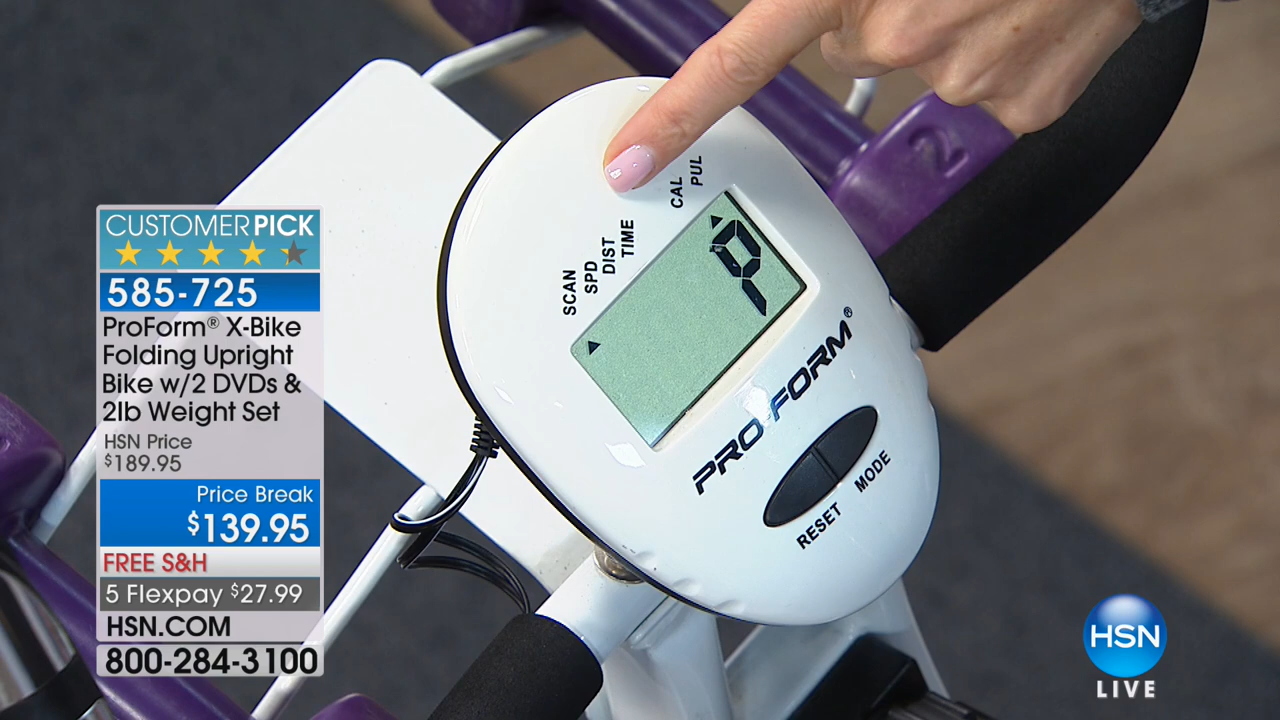 CUSTOMER PICK
585-725
ProForm® X-Bike
Folding Upright
Bike w/2 DVDs &
2lb Weight Set
HSN Price
$189.95
Price Break
$139.95
FREE S&H
5 Flexpay $27.99
HSN.COM
800-284-3100
SCAN
SPD
DIST
TIME
CAL
PUL
P
PRO-FORM®
RESET
MODE
2
HSN
LIVE